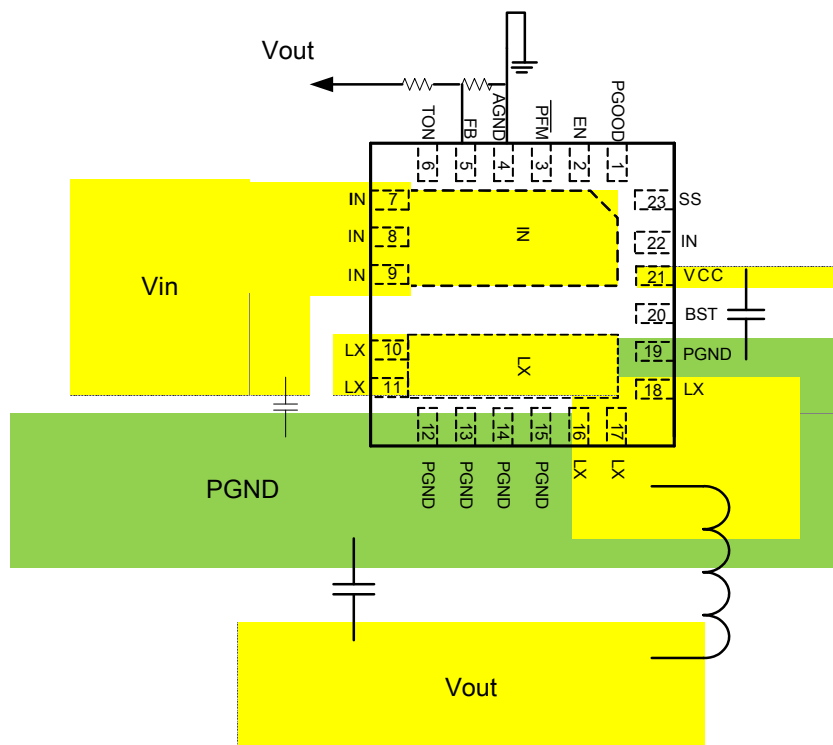 Vout
TON
FB
AGND
PFM
EN
PGOOD
6
5
4
3
2
1
IN
7
23
SS
IN
8
IN
22
IN
IN
9
21
VCC
Vin
20
BST
LX
10
LX
19
PGND
LX
11
18
LX
12
13
14
15
16
17
PGND
PGND
PGND
PGND
LX
LX
PGND
Vout